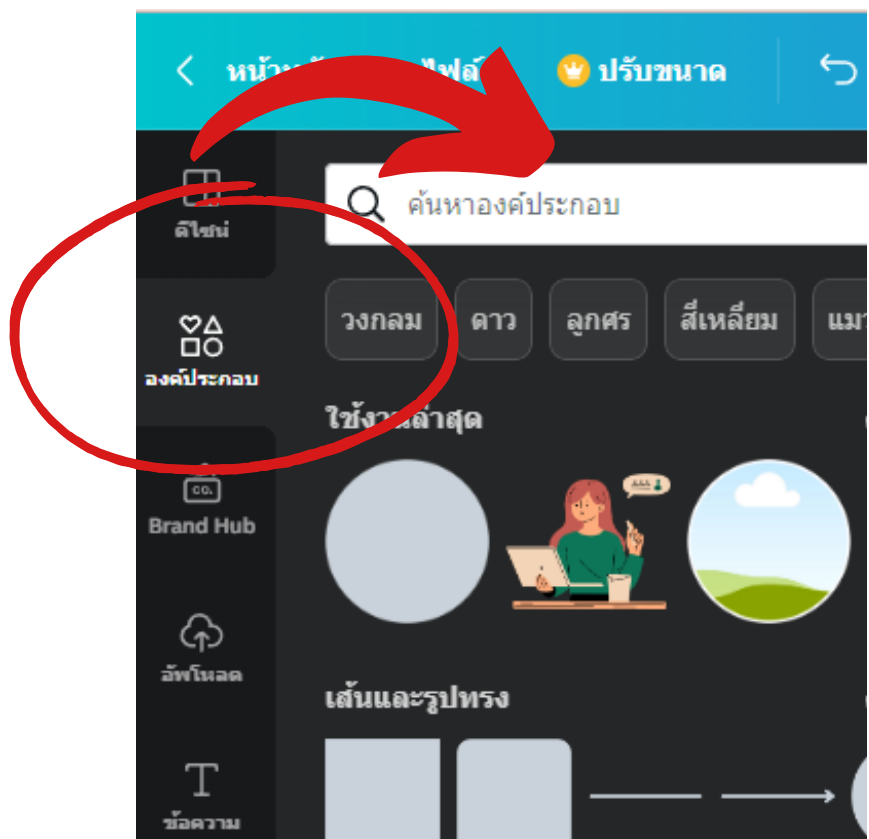 ไฟล์ ปรับขนาด
ดีไซน์
ค้นหาองค์ประกอบ
องค์ประกอบ
วงกลม ดาว ลูกศร สี่เหลี่ยม
ใช้งานล่าสุด
CO.
Brand Hub
อัพโหลด
เส้นและรูปทรง
T
ข้อความ